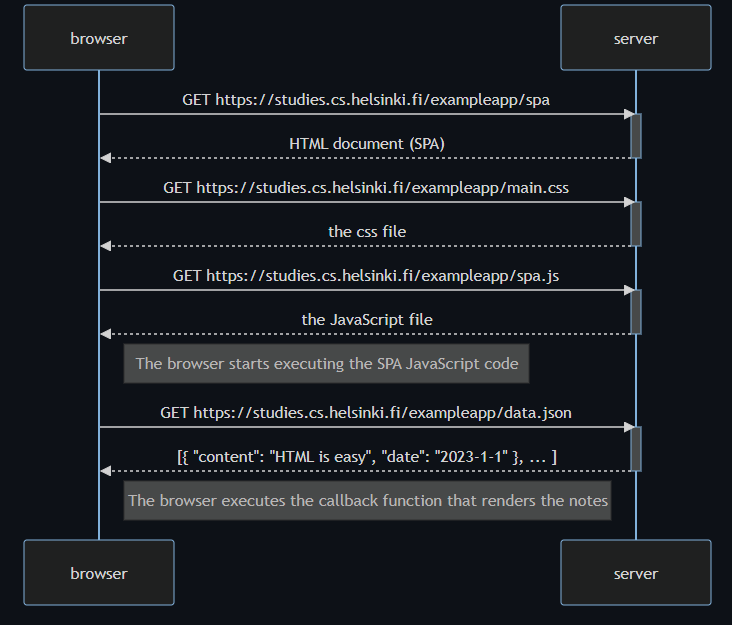 browser
server
GET https://studies.cs.helsinki.fi/exampleapp/spa
HTML document (SPA)
GET https://studies.cs.helsinki.fi/exampleapp/main.css
the css file
GET https://studies.cs.helsinki.fi/exampleapp/spa.js
the JavaScript file
The browser starts executing the SPA JavaScript code
GET https://studies.cs.helsinki.fi/exampleapp/data.json
[{ "content": "HTML is easy", "date": "2023-1-1" }, ... ]
The browser executes the callback function that renders the notes
browser
server